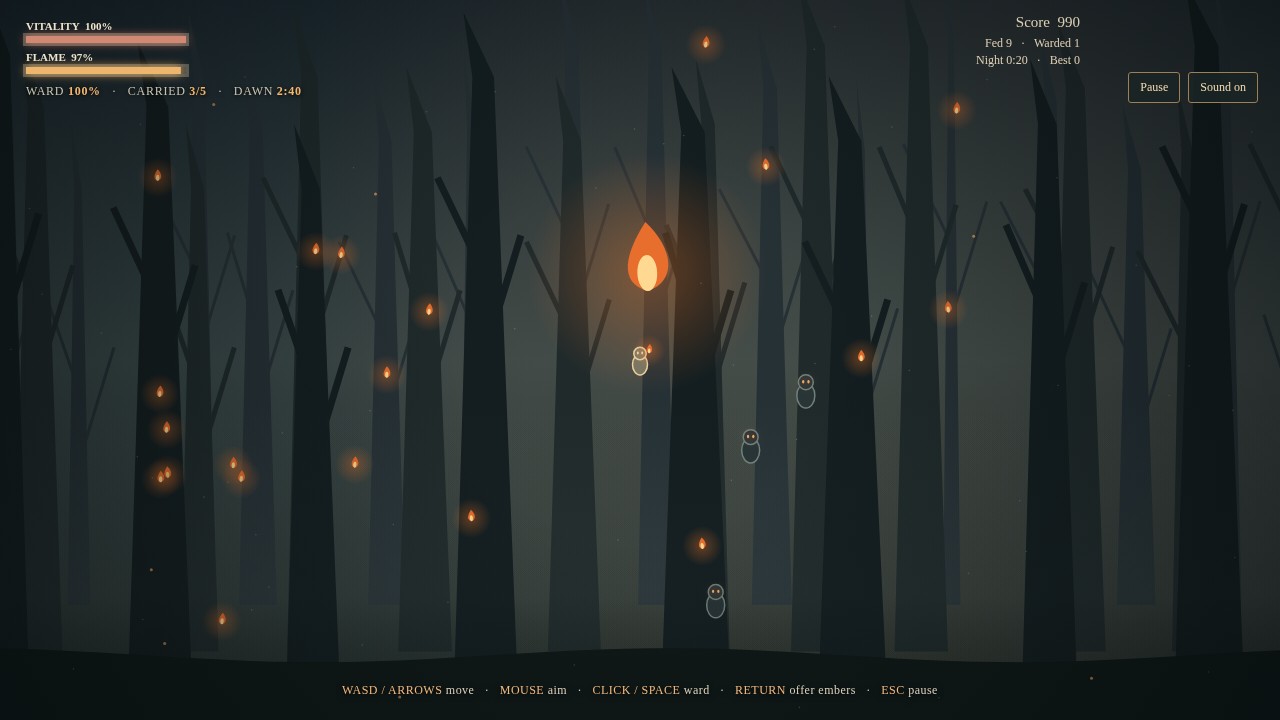 VITALITY 100%
FLAME 97%
WARD 100% · CARRIED 3/5 · DAWN 2:40
Score 990
Fed 9 · Warded 1
Night 0:20 · Best 0
Pause
Sound on
WASD / ARROWS move · MOUSE aim · CLICK / SPACE ward · RETURN offer embers · ESC pause